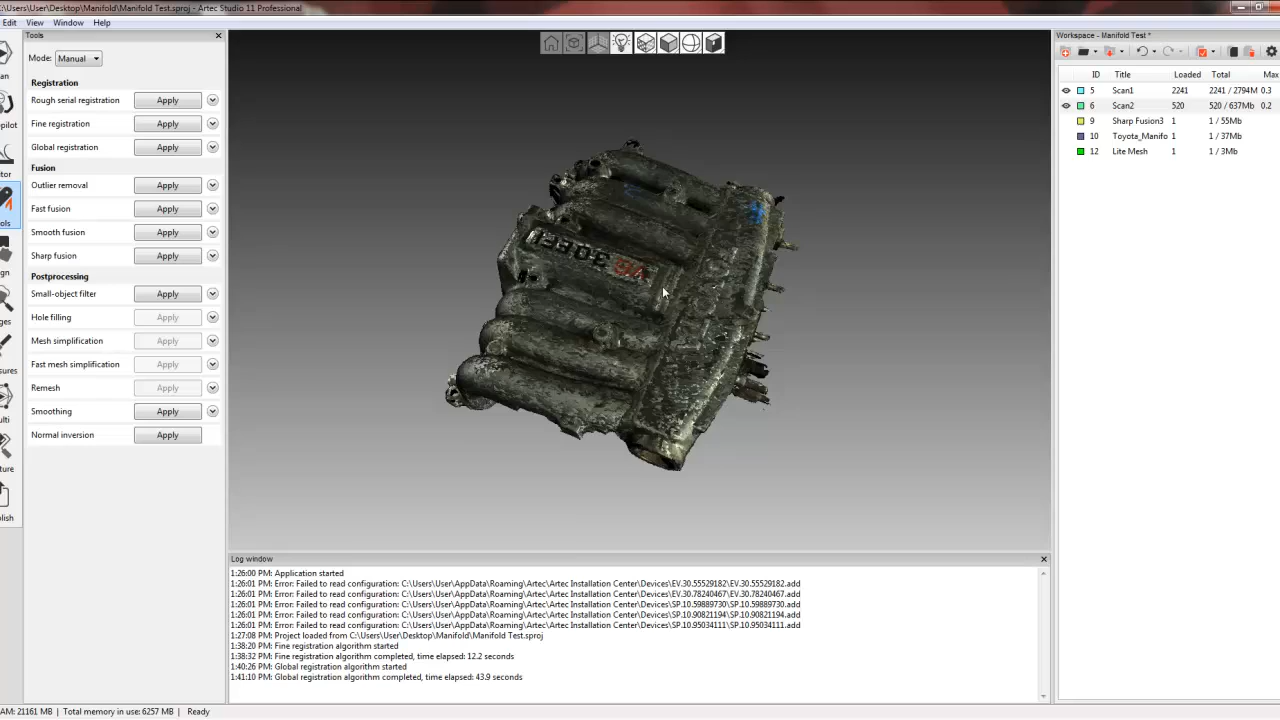 :\Users\User\Desktop\Manifold\Manifold Test.sproj - Artec Studio 11 Professional
Edit View Window Help
Tools
Workspace - Manifold Test *
Mode: Manual
Registration
Rough serial registration Apply
Fine registration Apply
Global registration Apply
Fusion
Outlier removal Apply
Fast fusion Apply
Smooth fusion Apply
Sharp fusion Apply
Postprocessing
Small-object filter Apply
Hole filling Apply
Mesh simplification Apply
Fast mesh simplification Apply
Remesh Apply
Smoothing Apply
Normal inversion Apply
an
opilot
tor
ols
gn
ges
ures
ulti
ture
lish
ID Title Loaded Total Max
5 Scan1 2241 2241 / 2794M 0.3
6 Scan2 520 520 / 637Mb 0.2
9 Sharp Fusion3 1 1 / 55Mb
10 Toyota_Manifo 1 1 / 37Mb
12 Lite Mesh 1 1 / 3Mb
Log window
1:26:00 PM: Application started
1:26:01 PM: Error: Failed to read configuration: C:\Users\User\AppData\Roaming\Artec\Artec Installation Center\Devices\EV.30.55529182\EV.30.55529182.add
1:26:01 PM: Error: Failed to read configuration: C:\Users\User\AppData\Roaming\Artec\Artec Installation Center\Devices\EV.30.78240467\EV.30.78240467.add
1:26:01 PM: Error: Failed to read configuration: C:\Users\User\AppData\Roaming\Artec\Artec Installation Center\Devices\SP.10.59889730\SP.10.59889730.add
1:26:01 PM: Error: Failed to read configuration: C:\Users\User\AppData\Roaming\Artec\Artec Installation Center\Devices\SP.10.90821194\SP.10.90821194.add
1:26:01 PM: Error: Failed to read configuration: C:\Users\User\AppData\Roaming\Artec\Artec Installation Center\Devices\SP.10.95034111\SP.10.95034111.add
1:27:08 PM: Project loaded from C:\Users\User\Desktop\Manifold\Manifold Test.sproj
1:38:20 PM: Fine registration algorithm started
1:38:32 PM: Fine registration algorithm completed, time elapsed: 12.2 seconds
1:40:26 PM: Global registration algorithm started
1:41:10 PM: Global registration algorithm completed, time elapsed: 43.9 seconds
AM: 21161 MB Total memory in use: 6257 MB Ready